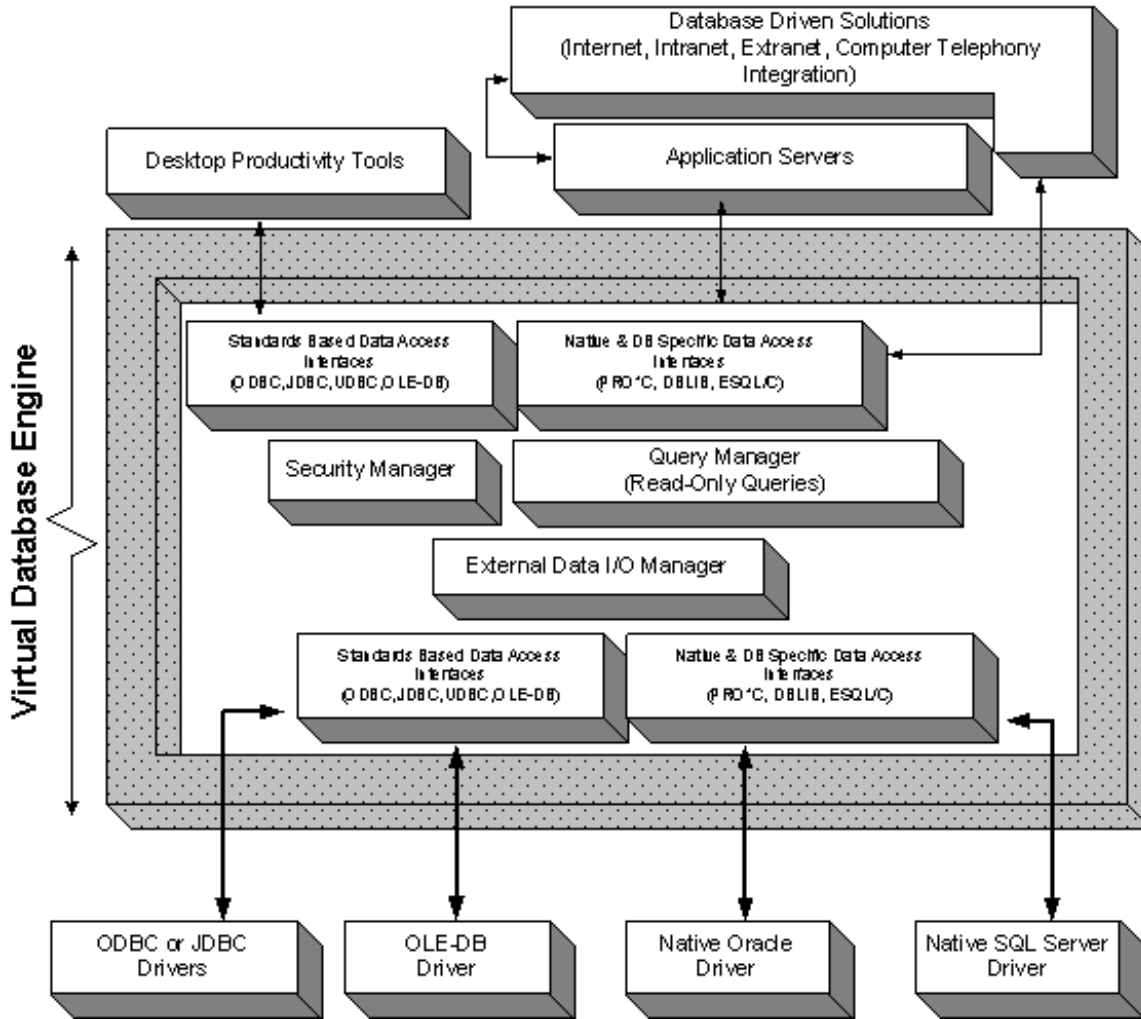 Database Driven Solutions
(Internet, Intranet, Extranet, Computer Telephony
Integration)
Desktop Productivity Tools
Application Servers
Virtual Database Engine
Standards Based Data Access
Interfaces
(ODBC,JDBC,UDBC,OLE-DB)
Native & DB Specific Data Access
Interfaces
(PRO*C, DBLIB, ESQL/C)
Security Manager
Query Manager
(Read-Only Queries)
External Data I/O Manager
Standards Based Data Access
Interfaces
(ODBC,JDBC,UDBC,OLE-DB)
Native & DB Specific Data Access
Interfaces
(PRO*C, DBLIB, ESQL/C)
ODBC or JDBC
Drivers
OLE-DB
Driver
Native Oracle
Driver
Native SQL Server
Driver